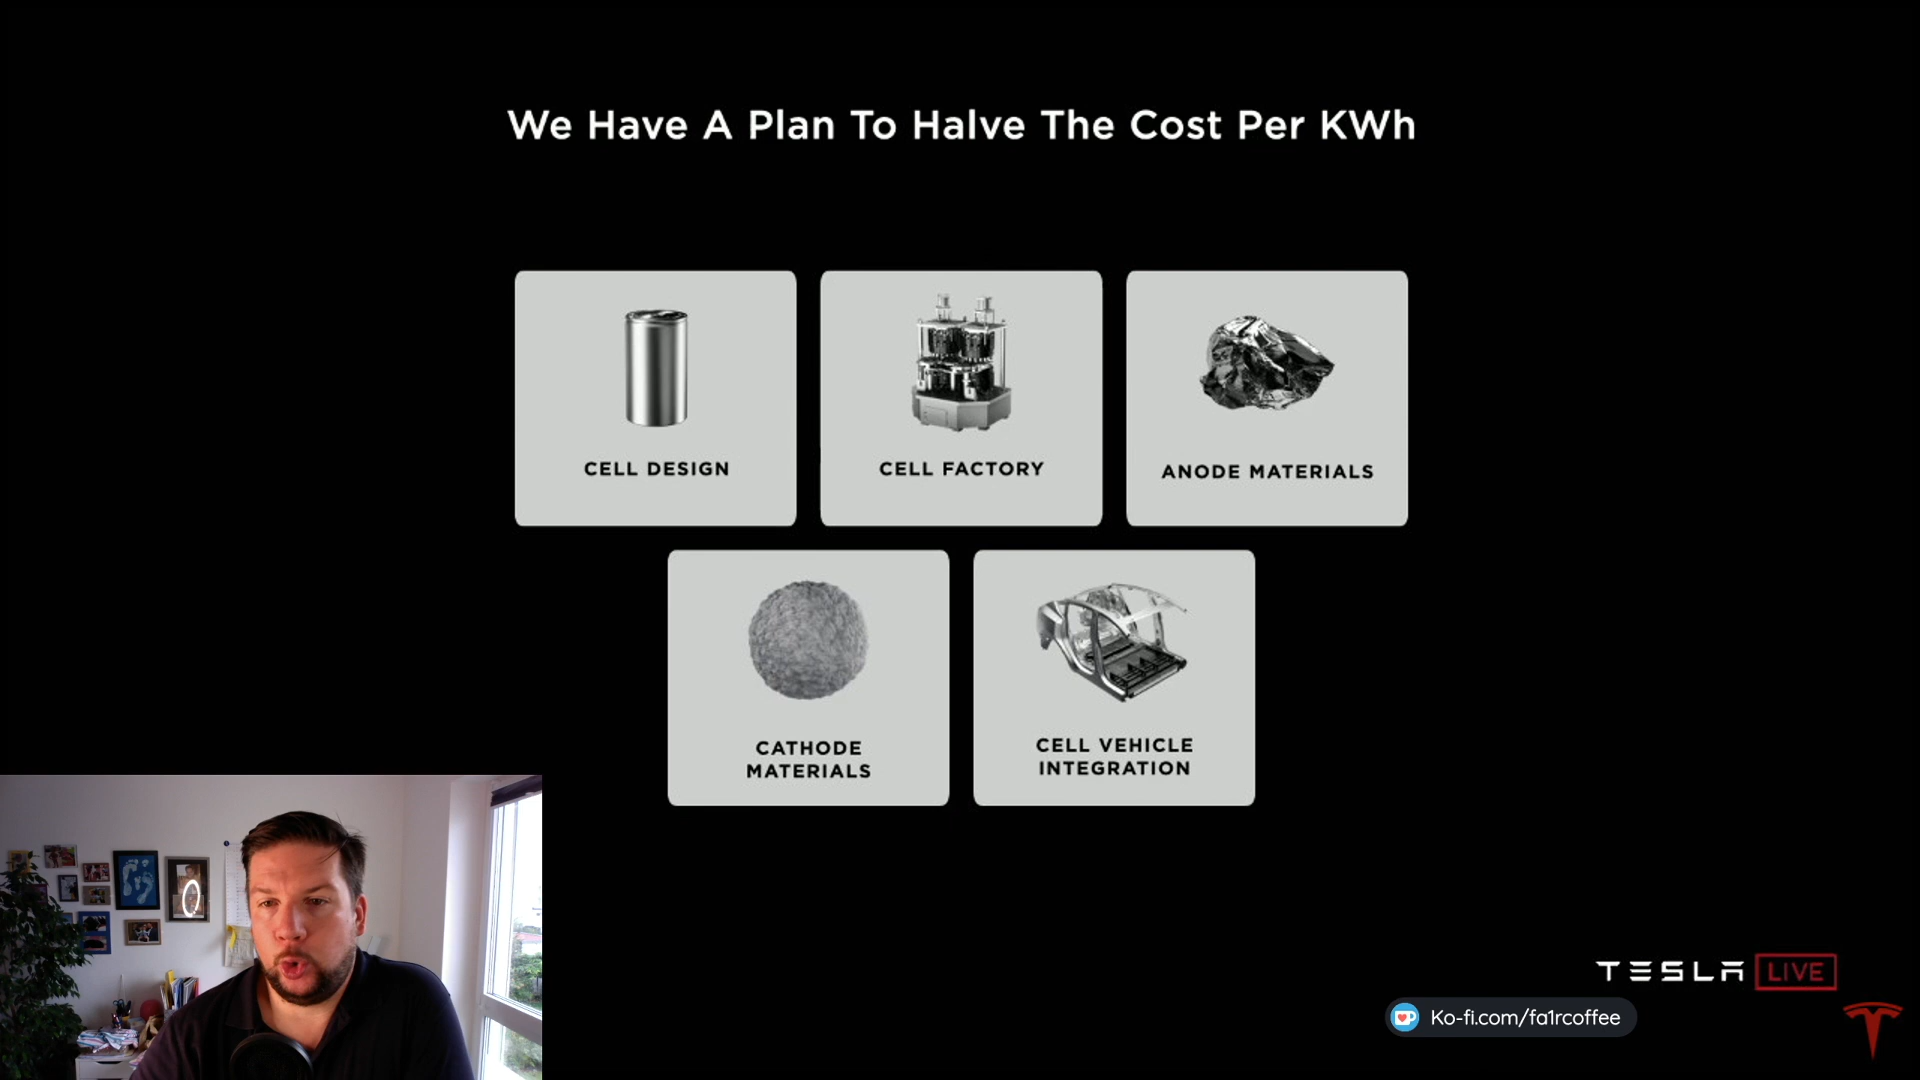 We Have A Plan To Halve The Cost Per KWh
CELL DESIGN
CELL FACTORY
ANODE MATERIALS
CATHODE
MATERIALS
CELL VEHICLE
INTEGRATION
TESLA LIVE
Ko-fi.com/fa1rcoffee